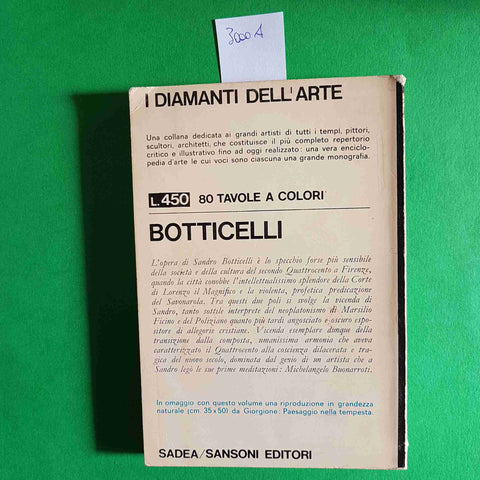 3000 A
I DIAMANTI DELL'ARTE
Una collana dedicata ai grandi artisti di tutti i tempi, pittori,
scultori, architetti, che costituisce il più completo repertorio
critico e illustrativo fino ad oggi realizzato: una vera enciclo-
pedia d'arte le cui voci sono ciascuna una grande monografia.
L. 450 80 TAVOLE A COLORI
BOTTICELLI
L'opera di Sandro Botticelli è lo specchio forse più sensibile
della società e della cultura del secondo Quattrocento a Firenze,
quando la città conobbe l'intellettualissimo splendore della Corte
di Lorenzo il Magnifico e la violenta, profetica predicazione
del Savonarola. Tra questi due poli si svolge la vicenda di
Sandro, tanto sottile interprete del neoplatonismo di Marsilio
Ficino e del Poliziano quanto più tardi angosciato e oscuro espo-
sitore di allegorie cristiane. Vicenda esemplare dunque della
transizione dalla composta, umanissima armonia che aveva
caratterizzato il Quattrocento alla coscienza dilacerata e tra-
gica del nuovo secolo, dominata dal genio di un artista che a
Sandro legò le sue prime meditazioni: Michelangelo Buonarroti.
In omaggio con questo volume una riproduzione in grandezza
naturale (cm. 35x50) da Giorgione: Paesaggio nella tempesta.
SADEA/SANSONI EDITORI